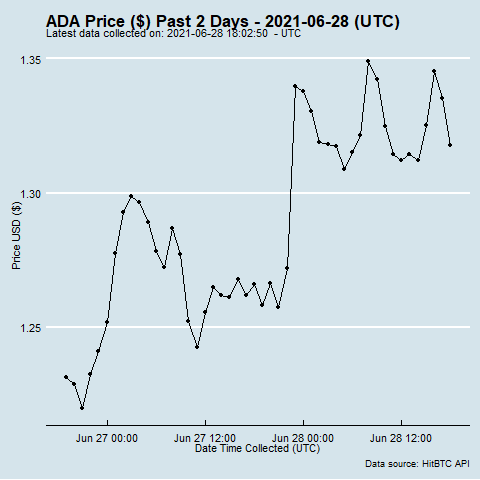 ADA Price ($) Past 2 Days - 2021-06-28 (UTC)
Latest data collected on: 2021-06-28 18:02:50 - UTC
1.35
1.30
1.25
Price USD ($)
Jun 27 00:00 Jun 27 12:00 Jun 28 00:00 Jun 28 12:00
Date Time Collected (UTC)
Data source: HitBTC API